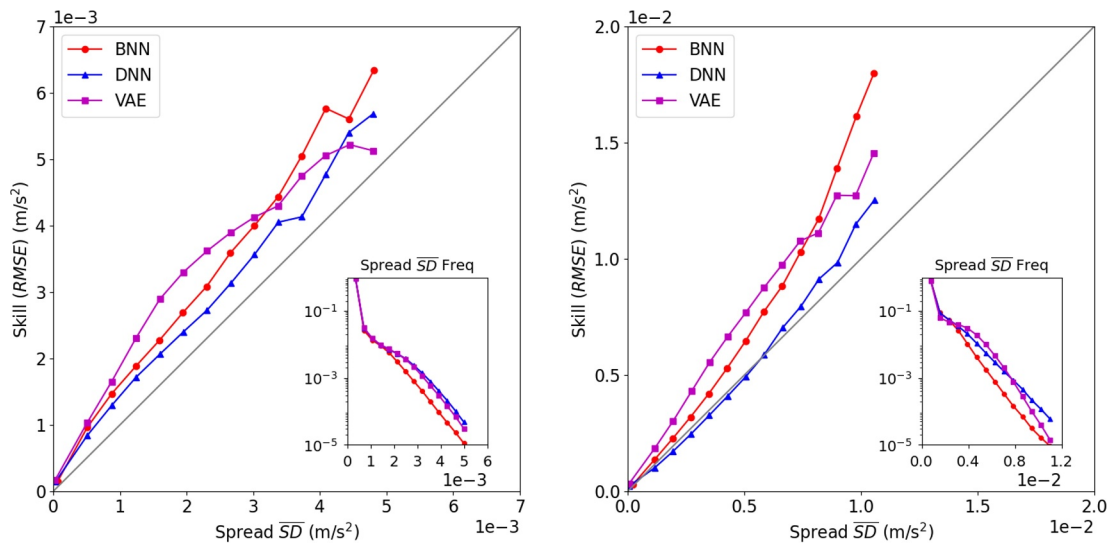 1e−3
7
6
5
4
3
2
1
0
Skill (RMSE) (m/s²)
BNN
DNN
VAE
Spread S̅D̅ Freq
10⁻¹
10⁻³
10⁻⁵
0 1 2 3 4 5 6
1e−3
0 1 2 3 4 5 6 7
1e−3
Spread S̅D̅ (m/s²)
1e−2
2.0
1.5
1.0
0.5
0.0
Skill (RMSE) (m/s²)
BNN
DNN
VAE
Spread S̅D̅ Freq
10⁻¹
10⁻³
10⁻⁵
0.0 0.4 0.8 1.2
1e−2
0.0 0.5 1.0 1.5 2.0
1e−2
Spread S̅D̅ (m/s²)